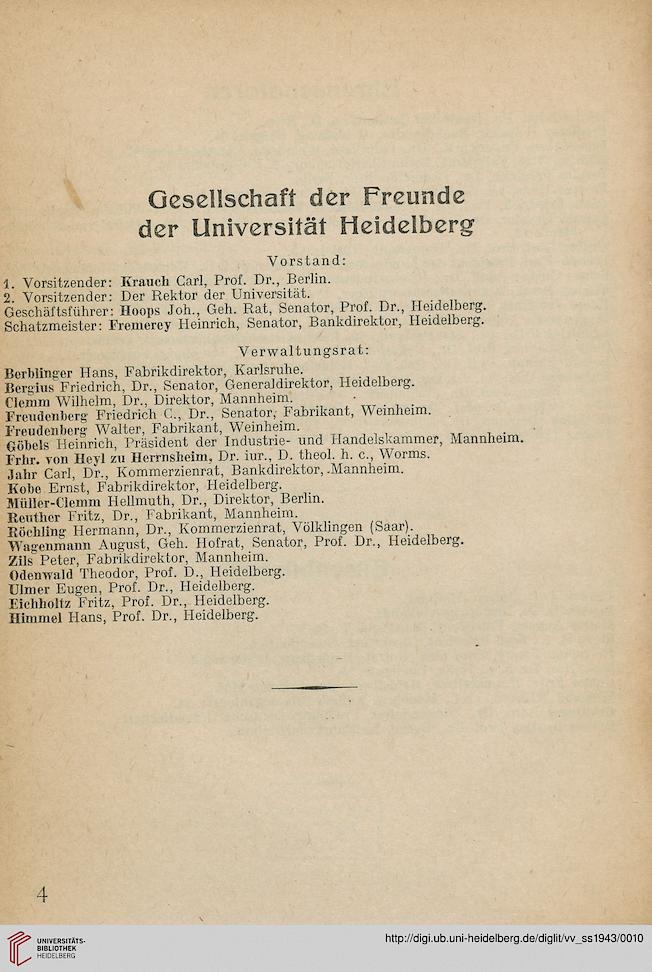 Gesellschaft der Freunde
der Universität Heidelberg
Vorstand:
1. Vorsitzender: Krauch Carl, Prof. Dr., Berlin.
2. Vorsitzender: Der Rektor der Universität.
Geschäftsführer: Hoops Joh., Geh. Rat, Senator, Prof. Dr., Heidelberg.
Schatzmeister: Fremerey Heinrich, Senator, Bankdirektor, Heidelberg.
Verwaltungsrat:
Berblinger Hans, Fabrikdirektor, Karlsruhe.
Bergius Friedrich, Dr., Senator, Generaldirektor, Heidelberg.
Clemm Wilhelm, Dr., Direktor, Mannheim.
Freudenberg Friedrich C., Dr., Senator, Fabrikant, Weinheim.
Freudenberg Walter, Fabrikant, Weinheim.
Göbels Heinrich, Präsident der Industrie- und Handelskammer, Mannheim.
Frhr. von Heyl zu Herrnsheim, Dr. iur., D. theol. h. c., Worms.
Jahr Carl, Dr., Kommerzienrat, Bankdirektor, Mannheim.
Kobe Ernst, Fabrikdirektor, Heidelberg.
Müller-Clemm Hellmuth, Dr., Direktor, Berlin.
Reuther Fritz, Dr., Fabrikant, Mannheim.
Röchling Hermann, Dr., Kommerzienrat, Völklingen (Saar).
Wagenmann August, Geh. Hofrat, Senator, Prof. Dr., Heidelberg.
Zils Peter, Fabrikdirektor, Mannheim.
Odenwald Theodor, Prof. D., Heidelberg.
Ulmer Eugen, Prof. Dr., Heidelberg.
Eichholtz Fritz, Prof. Dr., Heidelberg.
Himmel Hans, Prof. Dr., Heidelberg.
4
UNIVERSITÄTS-
BIBLIOTHEK
HEIDELBERG
http://digi.ub.uni-heidelberg.de/diglit/vv_ss1943/0010